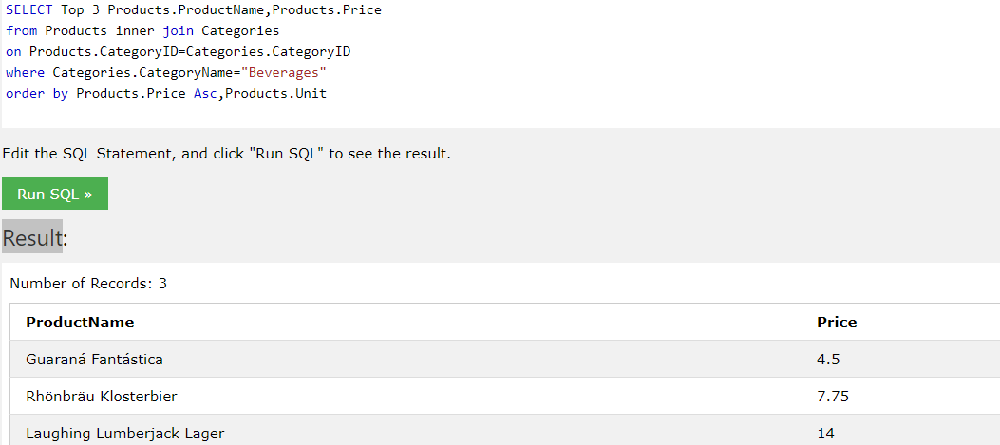 SELECT Top 3 Products.ProductName,Products.Price
from Products inner join Categories
on Products.CategoryID=Categories.CategoryID
where Categories.CategoryName="Beverages"
order by Products.Price Asc,Products.Unit
Edit the SQL Statement, and click "Run SQL" to see the result.
Run SQL »
Result:
Number of Records: 3
ProductName Price
Guaraná Fantástica 4.5
Rhönbräu Klosterbier 7.75
Laughing Lumberjack Lager 14